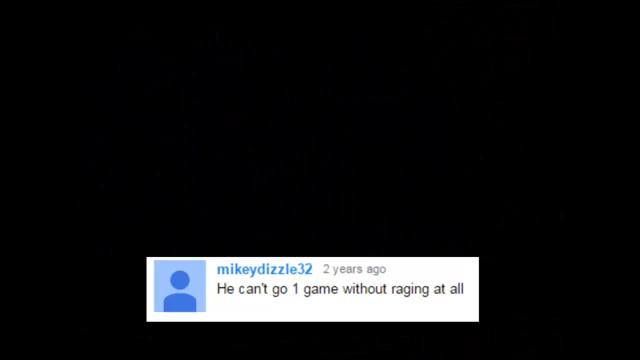 mikeydizzle32 2 years ago
He can't go 1 game without raging at all